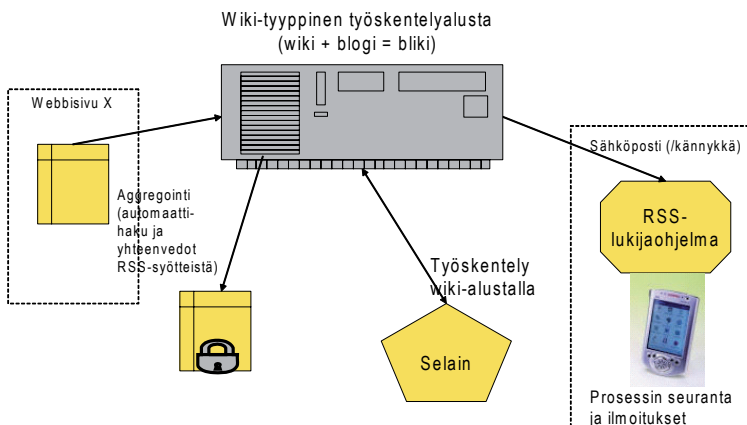 Wiki-tyyppinen työskentelyalusta
(wiki + blogi = bliki)
Webbisivu X
Aggregointi
(automaatti-
haku ja
yhteenvedot
RSS-syötteistä)
Työskentely
wiki-alustalla
Selain
Sähköposti (/kännykkä)
RSS-
lukijaohjelma
Prosessin seuranta
ja ilmoitukset